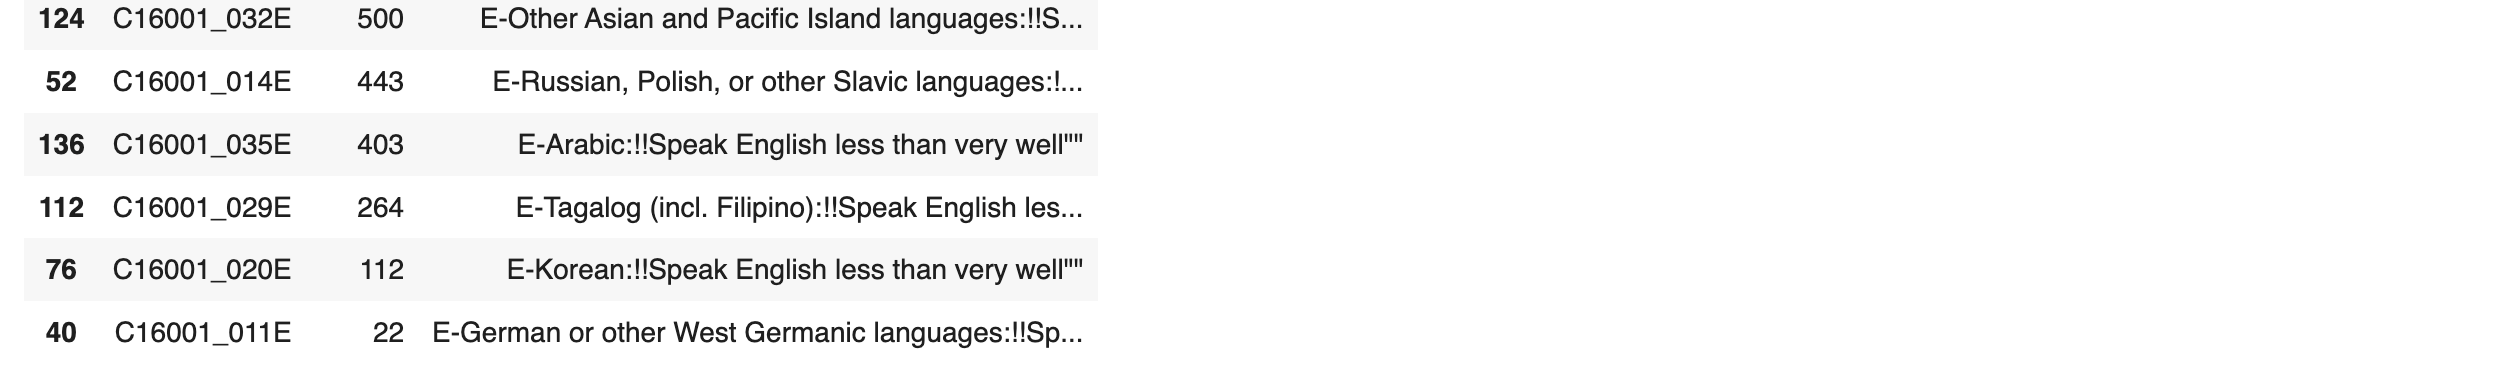 124 C16001_032E 500 E-Other Asian and Pacific Island languages:!!S...
52 C16001_014E 443 E-Russian, Polish, or other Slavic languages:!...
136 C16001_035E 403 E-Arabic:!!Speak English less than very well""
112 C16001_029E 264 E-Tagalog (incl. Filipino):!!Speak English les...
76 C16001_020E 112 E-Korean:!!Speak English less than very well""
40 C16001_011E 22 E-German or other West Germanic languages:!!Sp...